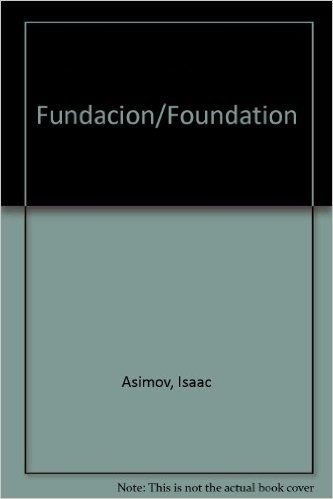 Fundacion/Foundation
Asimov, Isaac
Note: This is not the actual book cover